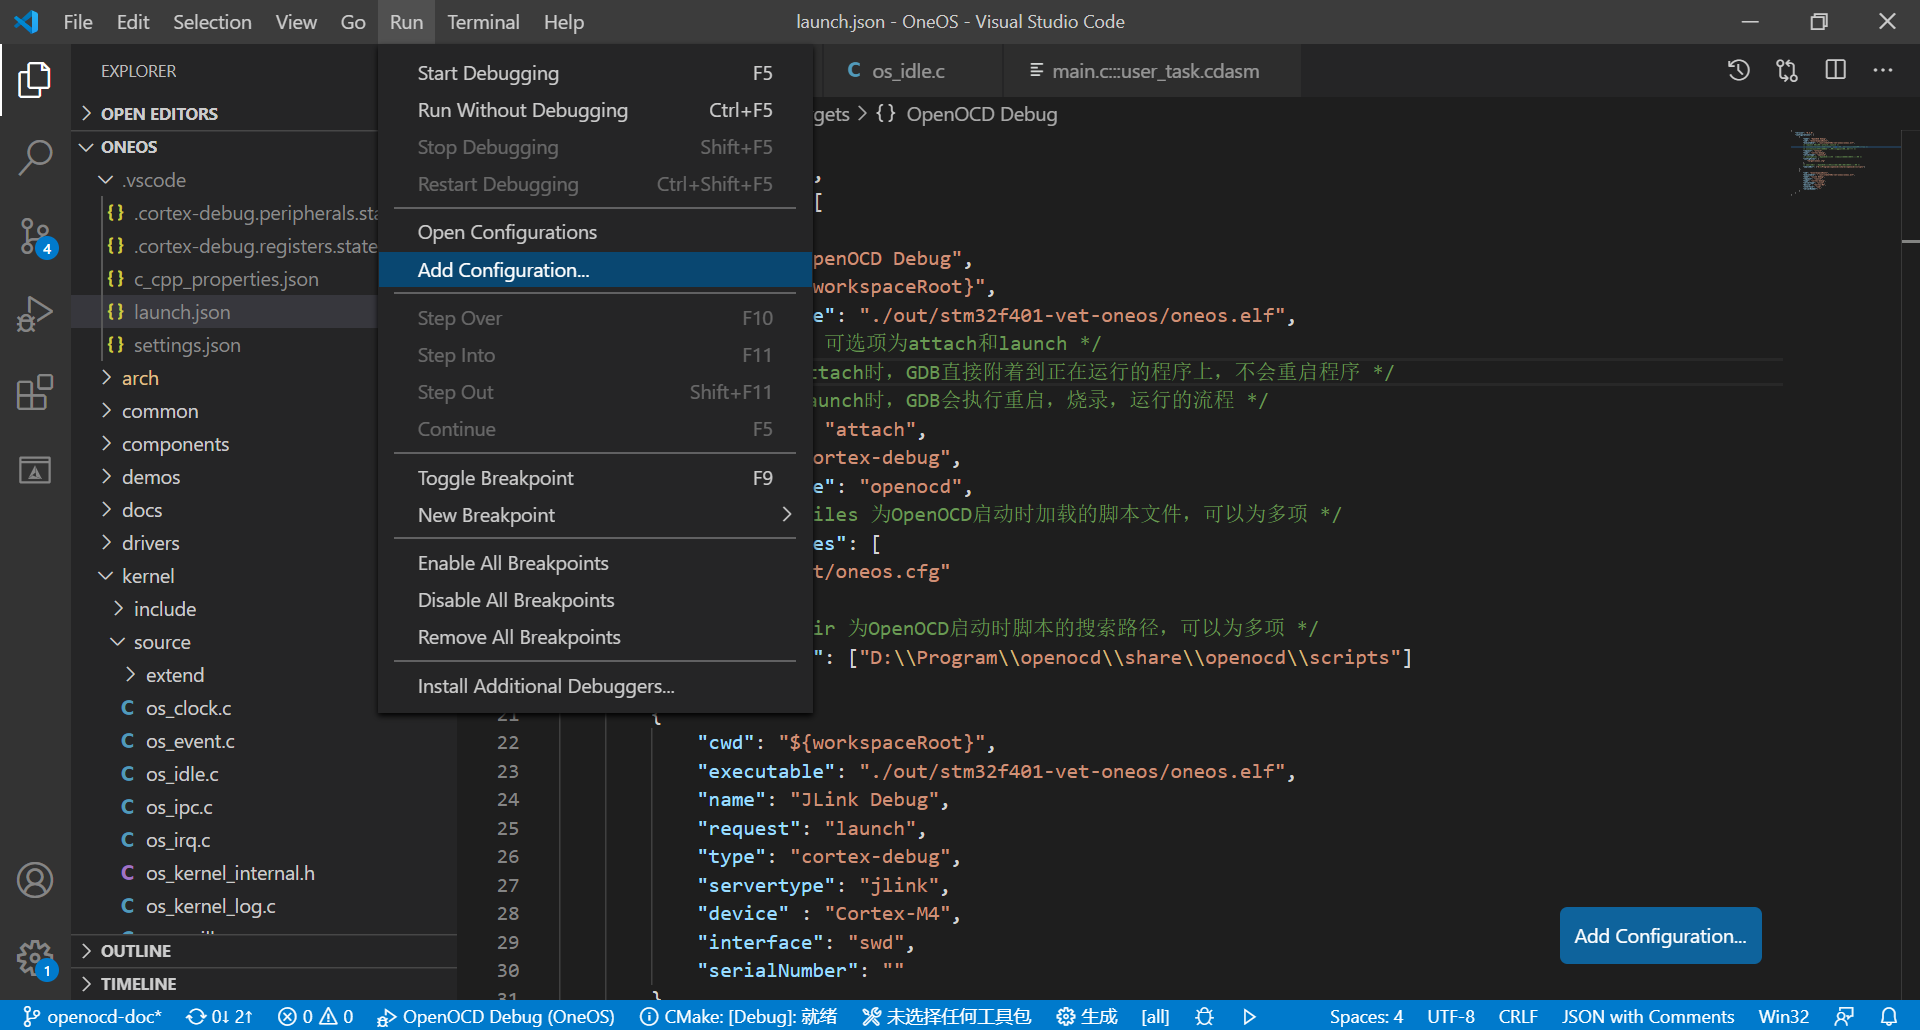 File Edit Selection View Go Run Terminal Help
launch.json - OneOS - Visual Studio Code
EXPLORER
OPEN EDITORS
ONEOS
.vscode
{} .cortex-debug.peripherals.sta
{} .cortex-debug.registers.state
{} c_cpp_properties.json
{} launch.json
{} settings.json
arch
common
components
demos
docs
drivers
kernel
include
source
extend
C os_clock.c
C os_event.c
C os_idle.c
C os_ipc.c
C os_irq.c
C os_kernel_internal.h
C os_kernel_log.c
OUTLINE
TIMELINE
4
1
Start Debugging F5
Run Without Debugging Ctrl+F5
Stop Debugging Shift+F5
Restart Debugging Ctrl+Shift+F5
Open Configurations
Add Configuration...
Step Over F10
Step Into F11
Step Out Shift+F11
Continue F5
Toggle Breakpoint F9
New Breakpoint
Enable All Breakpoints
Disable All Breakpoints
Remove All Breakpoints
Install Additional Debuggers...
C os_idle.c
main.c:::user_task.cdasm
gets > {} OpenOCD Debug
,
[
penOCD Debug",
workspaceRoot}",
e": "./out/stm32f401-vet-oneos/oneos.elf",
可选项为attach和launch */
ttach时，GDB直接附着到正在运行的程序上，不会重启程序 */
aunch时，GDB会执行重启，烧录，运行的流程 */
"attach",
ortex-debug",
e": "openocd",
iles 为OpenOCD启动时加载的脚本文件，可以为多项 */
es": [
t/oneos.cfg"
ir 为OpenOCD启动时脚本的搜索路径，可以为多项 */
": ["D:\\Program\\openocd\\share\\openocd\\scripts"]
21 {
22 "cwd": "${workspaceRoot}",
23 "executable": "./out/stm32f401-vet-oneos/oneos.elf",
24 "name": "JLink Debug",
25 "request": "launch",
26 "type": "cortex-debug",
27 "servertype": "jlink",
28 "device" : "Cortex-M4",
29 "interface": "swd",
30 "serialNumber": ""
31 }
Add Configuration...
openocd-doc* 0↓ 2↑ 0 0 OpenOCD Debug (OneOS) CMake: [Debug]: 就绪 未选择任何工具包 生成 [all] Spaces: 4 UTF-8 CRLF JSON with Comments Win32